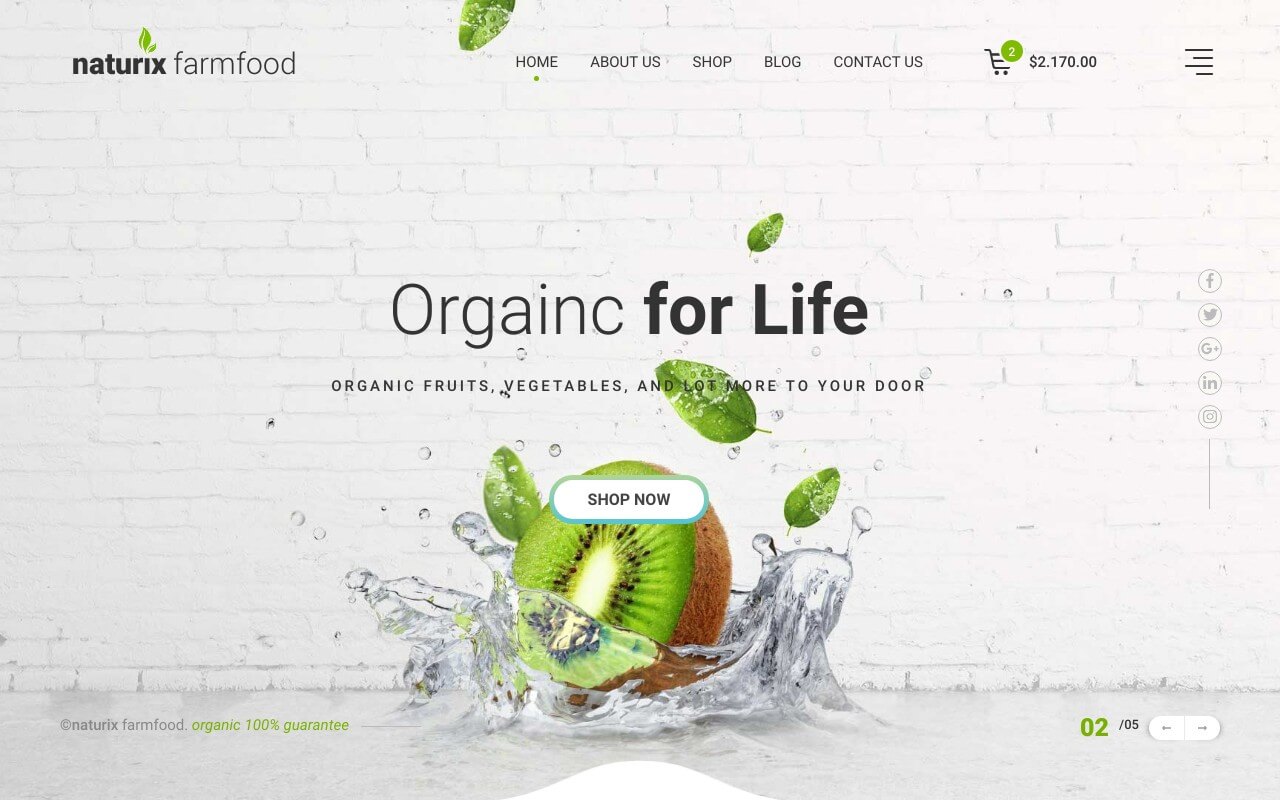 naturix farmfood
HOME ABOUT US SHOP BLOG CONTACT US
2
$2.170.00
Orgainc for Life
ORGANIC FRUITS, VEGETABLES, AND LOT MORE TO YOUR DOOR
SHOP NOW
©naturix farmfood. organic 100% guarantee
02 /05